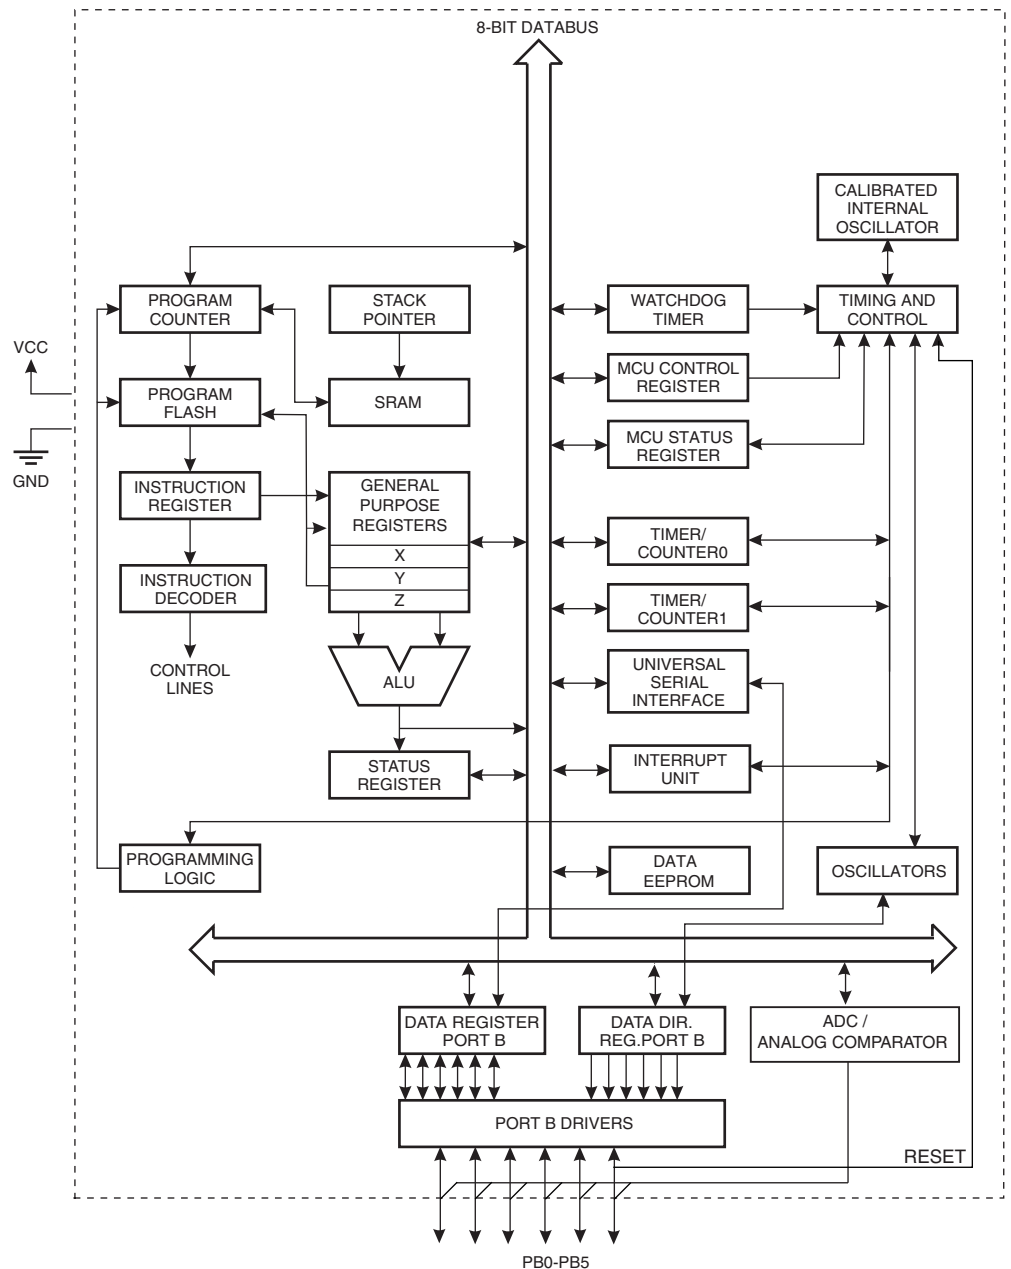 8-BIT DATABUS
CALIBRATED
INTERNAL
OSCILLATOR
PROGRAM
COUNTER
STACK
POINTER
WATCHDOG
TIMER
TIMING AND
CONTROL
VCC
PROGRAM
FLASH
SRAM
MCU CONTROL
REGISTER
MCU STATUS
REGISTER
GND
INSTRUCTION
REGISTER
GENERAL
PURPOSE
REGISTERS
X
Y
Z
TIMER/
COUNTER0
INSTRUCTION
DECODER
TIMER/
COUNTER1
CONTROL
LINES
ALU
UNIVERSAL
SERIAL
INTERFACE
STATUS
REGISTER
INTERRUPT
UNIT
PROGRAMMING
LOGIC
DATA
EEPROM
OSCILLATORS
DATA REGISTER
PORT B
DATA DIR.
REG.PORT B
ADC /
ANALOG COMPARATOR
PORT B DRIVERS
RESET
PB0-PB5